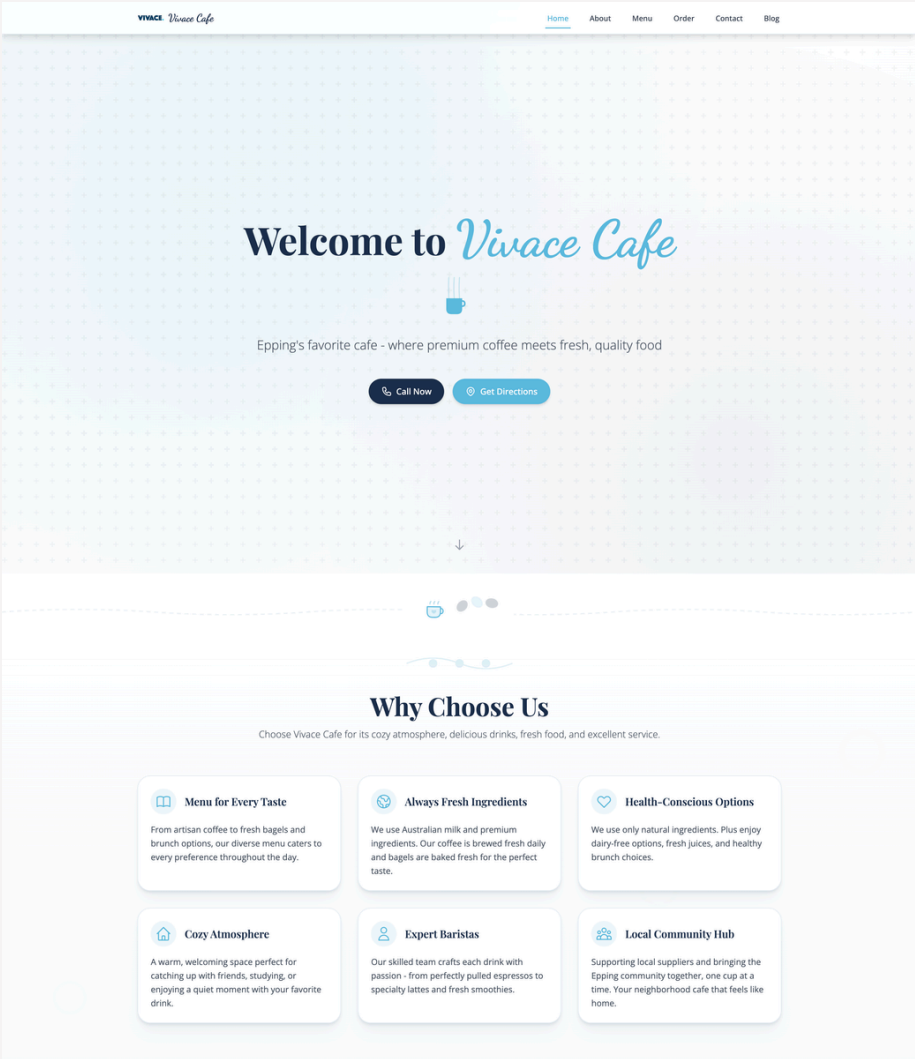 VIVACE Vivace Cafe
Home About Menu Order Contact Blog
Welcome to Vivace Cafe
Epping's favorite cafe - where premium coffee meets fresh, quality food
Call Now Get Directions
Why Choose Us
Choose Vivace Cafe for its cozy atmosphere, delicious drinks, fresh food, and excellent service.
Menu for Every Taste
From artisan coffee to fresh bagels and
brunch options, our diverse menu caters to
every preference throughout the day.
Always Fresh Ingredients
We use Australian milk and premium
ingredients. Our coffee is brewed fresh daily
and bagels are baked fresh for the perfect
taste.
Health-Conscious Options
We use only natural ingredients. Plus enjoy
dairy-free options, fresh juices, and healthy
brunch choices.
Cozy Atmosphere
A warm, welcoming space perfect for
catching up with friends, studying, or
enjoying a quiet moment with your favorite
drink.
Expert Baristas
Our skilled team crafts each drink with
passion - from perfectly pulled espressos to
specialty lattes and fresh smoothies.
Local Community Hub
Supporting local suppliers and bringing the
Epping community together, one cup at a
time. Your neighborhood cafe that feels like
home.